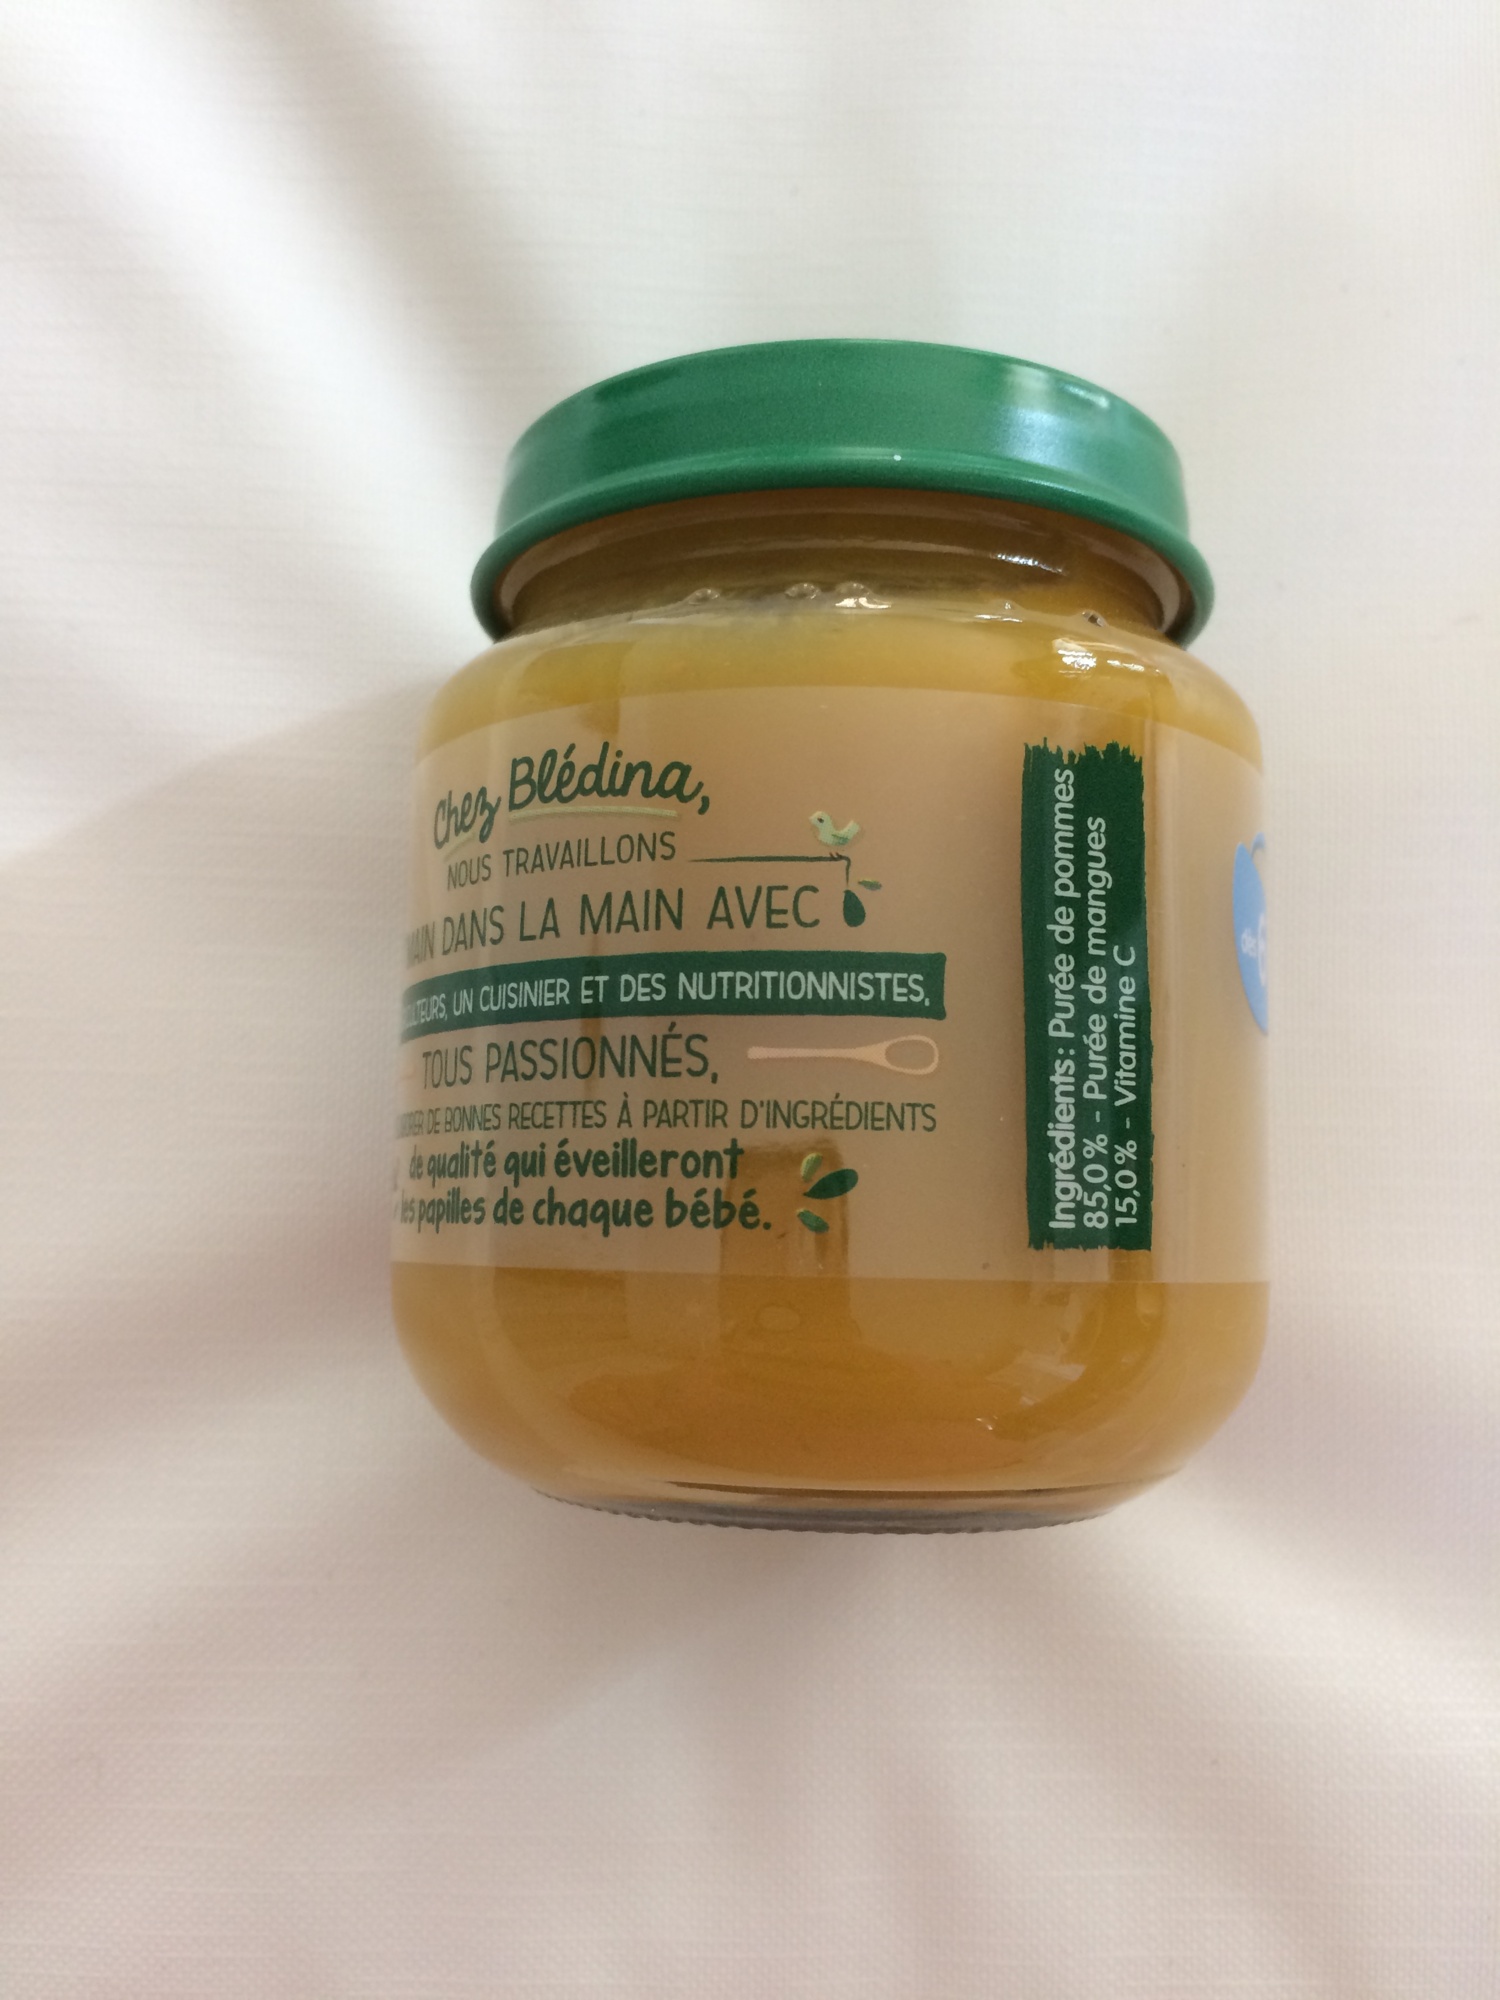 Chez Blédina,
NOUS TRAVAILLONS
MAIN DANS LA MAIN AVEC
UN CUISINIER ET DES NUTRITIONNISTES,
TOUS PASSIONNÉS,
DE BONNES RECETTES À PARTIR D'INGRÉDIENTS
de qualité qui éveilleront
les papilles de chaque bébé.
Ingrédients: Purée de pommes
85,0% - Purée de mangues
15,0% - Vitamine C
dès 6